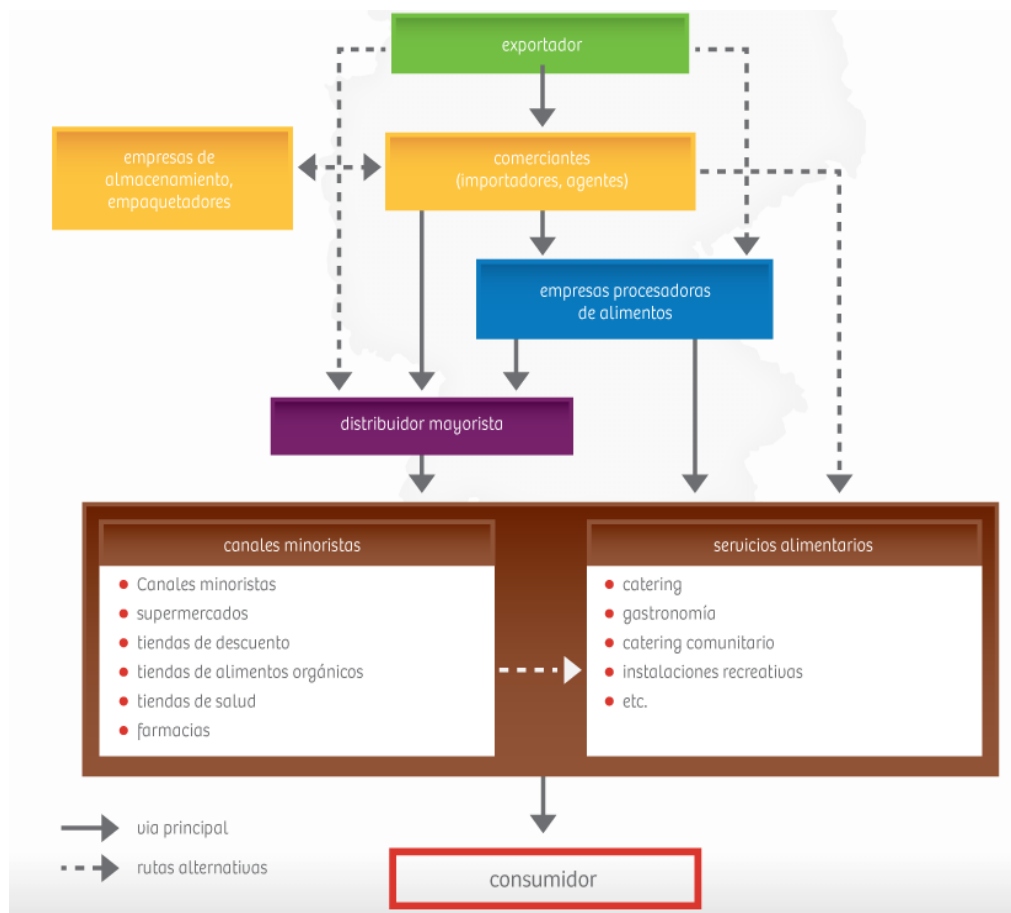 exportador
empresas de
almacenamiento,
empaquetadores
comerciantes
(importadores, agentes)
empresas procesadoras
de alimentos
distribuidor mayorista
canales minoristas
Canales minoristas
supermercados
tiendas de descuento
tiendas de alimentos orgánicos
tiendas de salud
farmacias
servicios alimentarios
catering
gastronomía
catering comunitario
instalaciones recreativas
etc.
via principal
rutas alternativas
consumidor